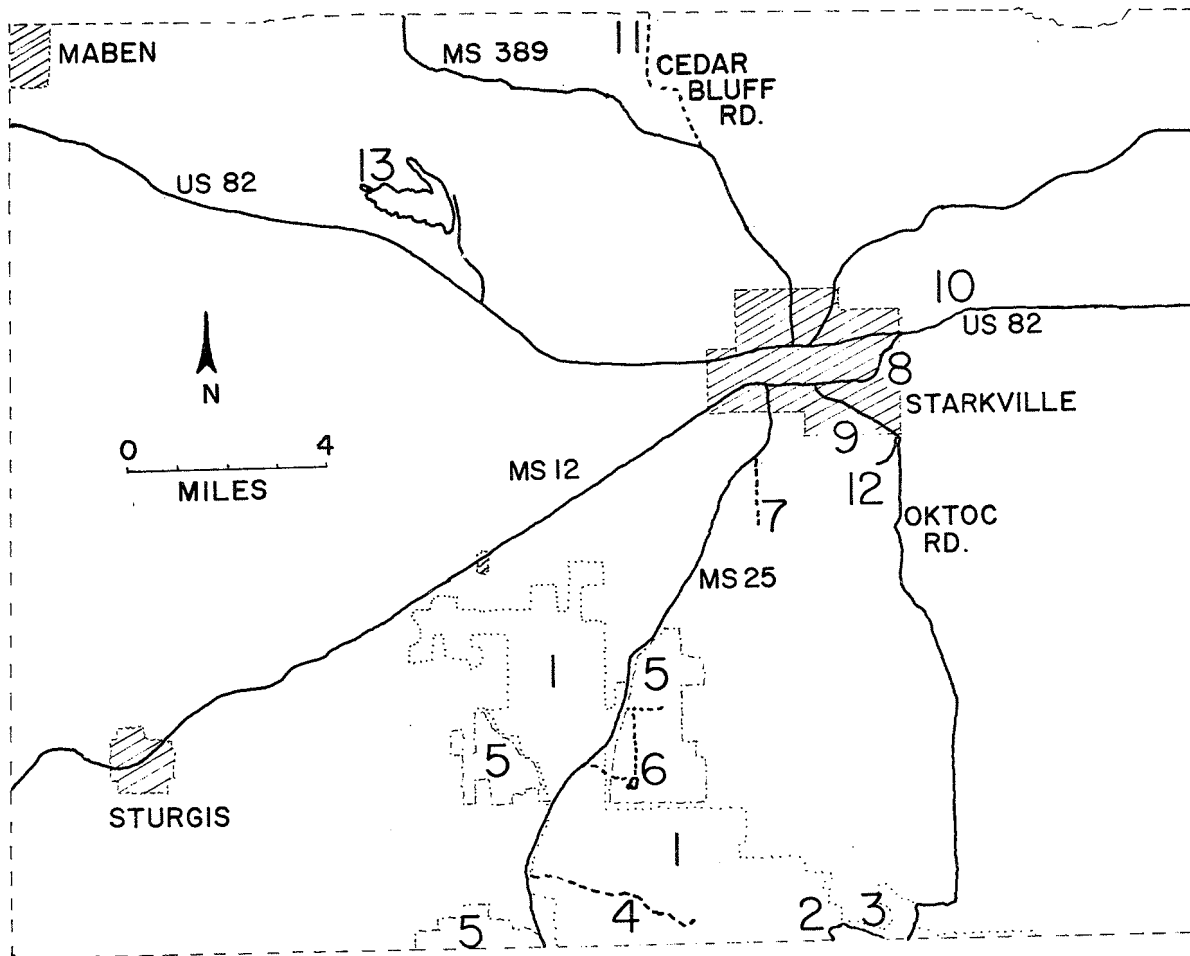 MABEN
MS 389
11
CEDAR
BLUFF
RD.
13
US 82
10
US 82
N
8
STARKVILLE
0 4
MILES
9
MS 12
12
7
OKTOC
RD.
MS 25
1
5
5
6
STURGIS
1
4
2
3
5